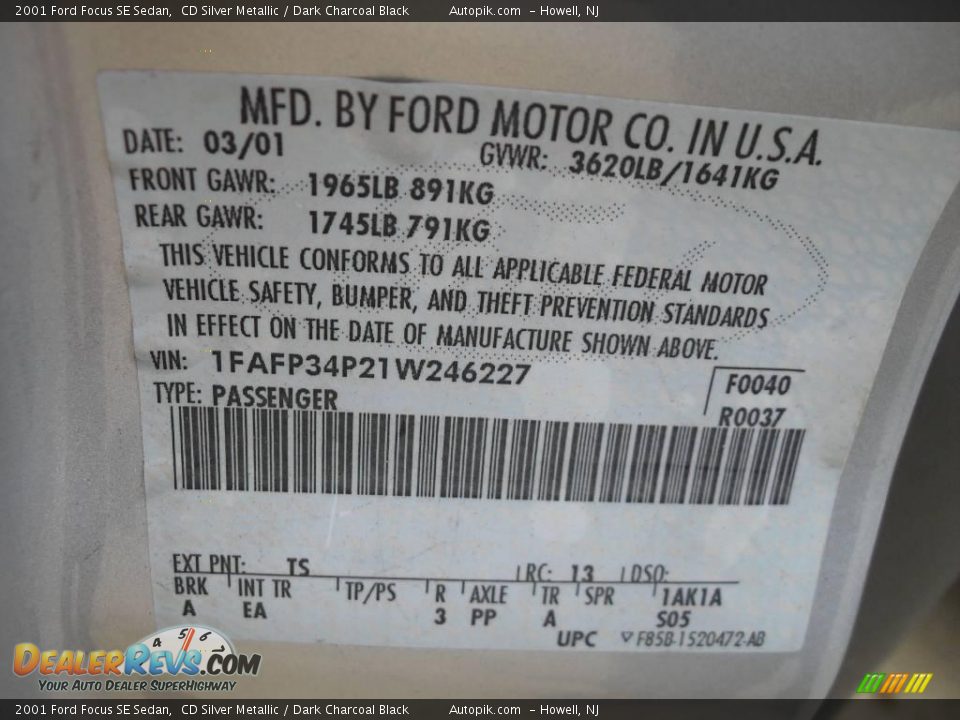 2001 Ford Focus SE Sedan, CD Silver Metallic / Dark Charcoal Black Autopik.com - Howell, NJ
MFD. BY FORD MOTOR CO. IN U.S.A.
DATE: 03/01 GVWR: 3620LB/1641KG
FRONT GAWR: 1965LB 891KG
REAR GAWR: 1745LB 791KG
THIS VEHICLE CONFORMS TO ALL APPLICABLE FEDERAL MOTOR
VEHICLE SAFETY, BUMPER, AND THEFT PREVENTION STANDARDS
IN EFFECT ON THE DATE OF MANUFACTURE SHOWN ABOVE.
VIN: 1FAFP34P21W246227
TYPE: PASSENGER
F0040
R0037
EXT PNT: TS RC: 13 DSO:
BRK INT TR TP/PS R AXLE TR SPR 1AK1A
A EA 3 PP A S05
UPC F85B-1520472-AB
4 5 6
DEALERREVS.COM
YOUR AUTO DEALER SUPERHIGHWAY
2001 Ford Focus SE Sedan, CD Silver Metallic / Dark Charcoal Black Autopik.com - Howell, NJ